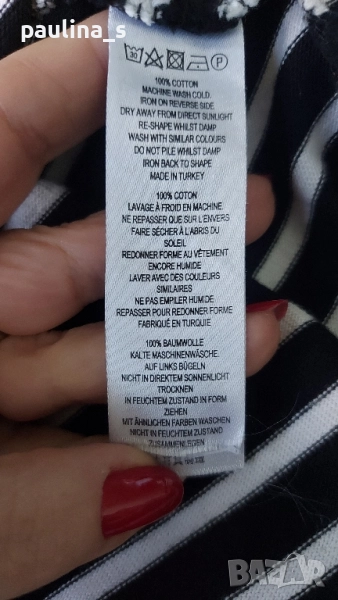 paulina_s
30 P
100% COTTON
MACHINE WASH COLD.
IRON ON REVERSE SIDE
DRY AWAY FROM DIRECT SUNLIGHT
RE-SHAPE WHILST DAMP
WASH WITH SIMILAR COLOURS
DO NOT PILE WHILST DAMP
IRON BACK TO SHAPE
MADE IN TURKEY
100% COTON
LAVAGE À FROID EN MACHINE.
NE REPASSER QUE SUR L'ENVERS
FAIRE SÉCHER À L'ABRIS DU
SOLEIL
REDONNER FORME AU VÊTEMENT
ENCORE HUMIDE
LAVER AVEC DES COULEURS
SIMILAIRES
NE PAS EMPLER HUMIDE
REPASSER POUR REDONNER FORME
FABRIQUÉ EN TURQUIE
100% BAUMWOLLE
KALTE MASCHINENWÄSCHE.
AUF LINKS BÜGELN
NICHT IN DIREKTEM SONNENLICHT
TROCKNEN
IN FEUCHTEM ZUSTAND IN FORM
ZIEHEN
MIT ÄHNLICHEN FARBEN WASCHEN
NICHT IN FEUCHTEM ZUSTAND
ZUSAMMENLEGEN
BAZAR